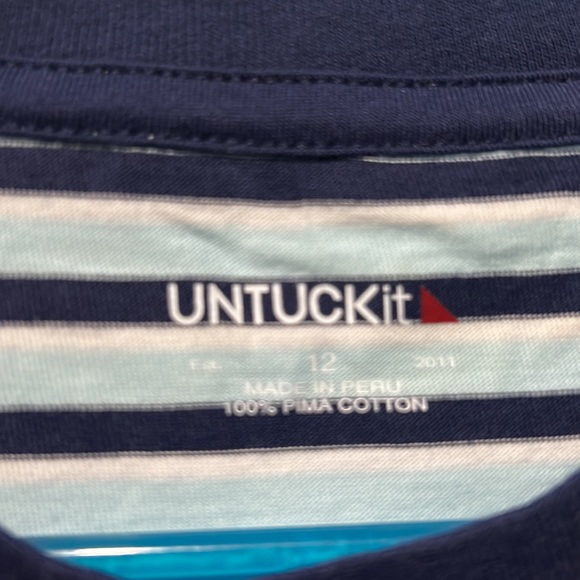 UNTUCKit
Est. 12 2011
MADE IN PERU
100% PIMA COTTON